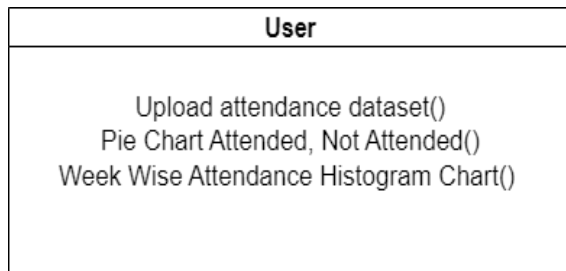 User
Upload attendance dataset()
Pie Chart Attended, Not Attended()
Week Wise Attendance Histogram Chart()